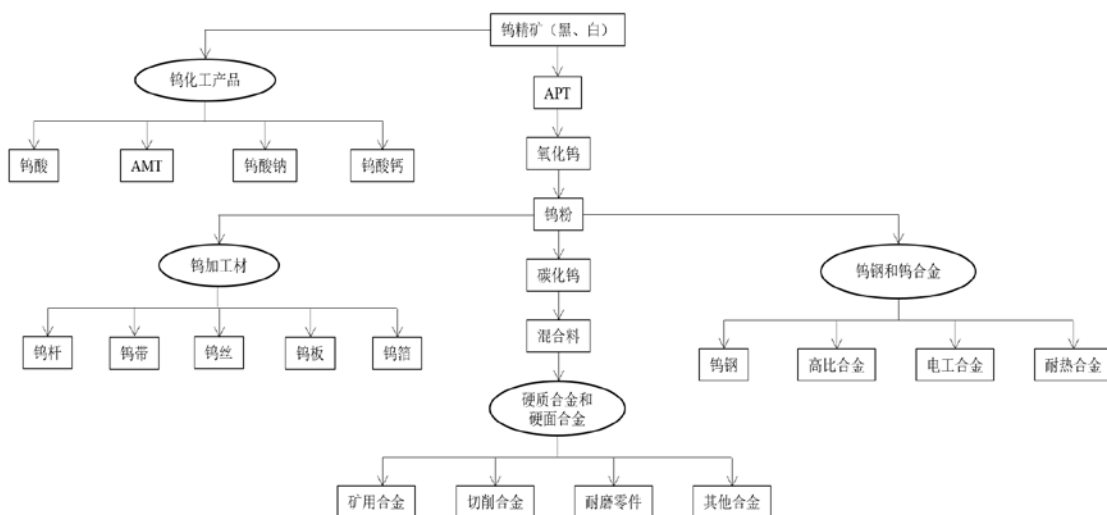 钨精矿（黑、白）
钨化工产品
APT
钨酸
AMT
钨酸钠
钨酸钙
氧化钨
钨粉
钨加工材
碳化钨
钨钢和钨合金
钨杆
钨带
钨丝
钨板
钨箔
混合料
钨钢
高比合金
电工合金
耐热合金
硬质合金和
硬面合金
矿用合金
切削合金
耐磨零件
其他合金